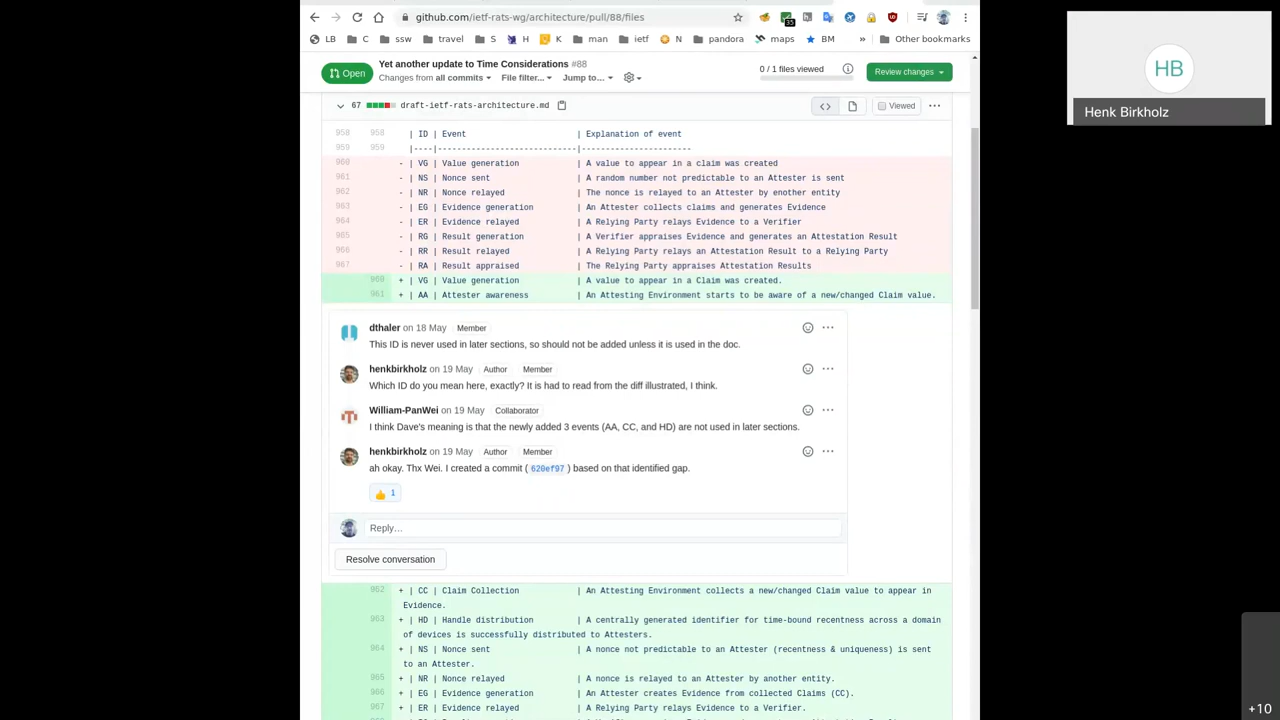 github.com/ietf-rats-wg/architecture/pull/88/files
35
LB C ssw travel S H K man ietf N pandora maps BM » Other bookmarks
Open
Yet another update to Time Considerations #88
Changes from all commits File filter... Jump to...
0 / 1 files viewed
Review changes
67 draft-ietf-rats-architecture.md
Viewed
958 958 | ID | Event | Explanation of event
959 959 |----|----------------------------|----------------------
960 - | VG | Value generation | A value to appear in a claim was created
961 - | NS | Nonce sent | A random number not predictable to an Attester is sent
962 - | NR | Nonce relayed | The nonce is relayed to an Attester by enother entity
963 - | EG | Evidence generation | An Attester collects claims and generates Evidence
964 - | ER | Evidence relayed | A Relying Party relays Evidence to a Verifier
965 - | RG | Result generation | A Verifier appraises Evidence and generates an Attestation Result
966 - | RR | Result relayed | A Relying Party relays an Attestation Result to a Relying Party
967 - | RA | Result appraised | The Relying Party appraises Attestation Results
960 + | VG | Value generation | A value to appear in a Claim was created.
961 + | AA | Attester awareness | An Attesting Environment starts to be aware of a new/changed Claim value.
dthaler on 18 May Member
This ID is never used in later sections, so should not be added unless it is used in the doc.
henkbirkholz on 19 May Author Member
Which ID do you mean here, exactly? It is had to read from the diff illustrated, I think.
William-PanWei on 19 May Collaborator
I think Dave's meaning is that the newly added 3 events (AA, CC, and HD) are not used in later sections.
henkbirkholz on 19 May Author Member
ah okay. Thx Wei. I created a commit ( 620ef97 ) based on that identified gap.
1
Reply...
Resolve conversation
962 + | CC | Claim Collection | An Attesting Environment collects a new/changed Claim value to appear in
Evidence.
963 + | HD | Handle distribution | A centrally generated identifier for time-bound recentness across a domain
of devices is successfully distributed to Attesters.
964 + | NS | Nonce sent | A nonce not predictable to an Attester (recentness & uniqueness) is sent
to an Attester.
965 + | NR | Nonce relayed | A nonce is relayed to an Attester by another entity.
966 + | EG | Evidence generation | An Attester creates Evidence from collected Claims (CC).
967 + | ER | Evidence relayed | A Relying Party relays Evidence to a Verifier.
HB
Henk Birkholz
+10